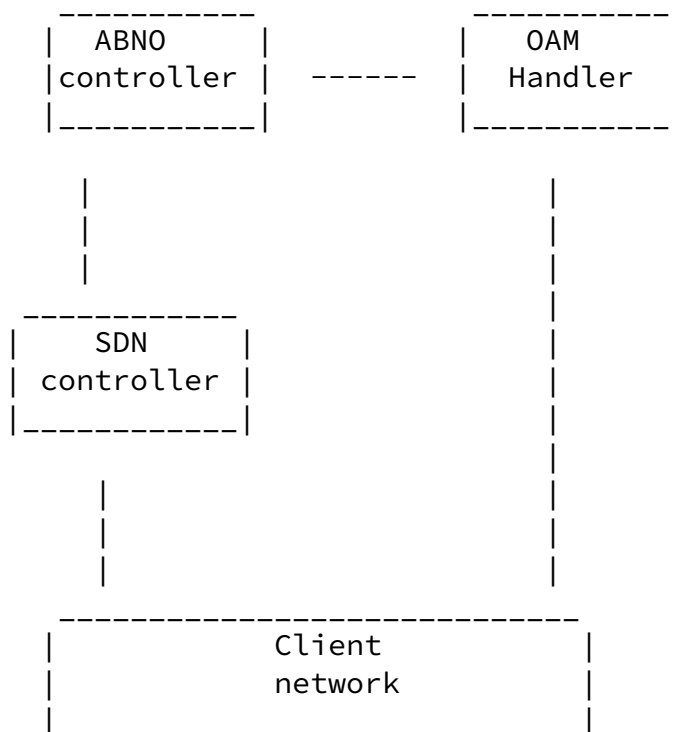 ABNO OAM
controller Handler
SDN
controller
Client
network